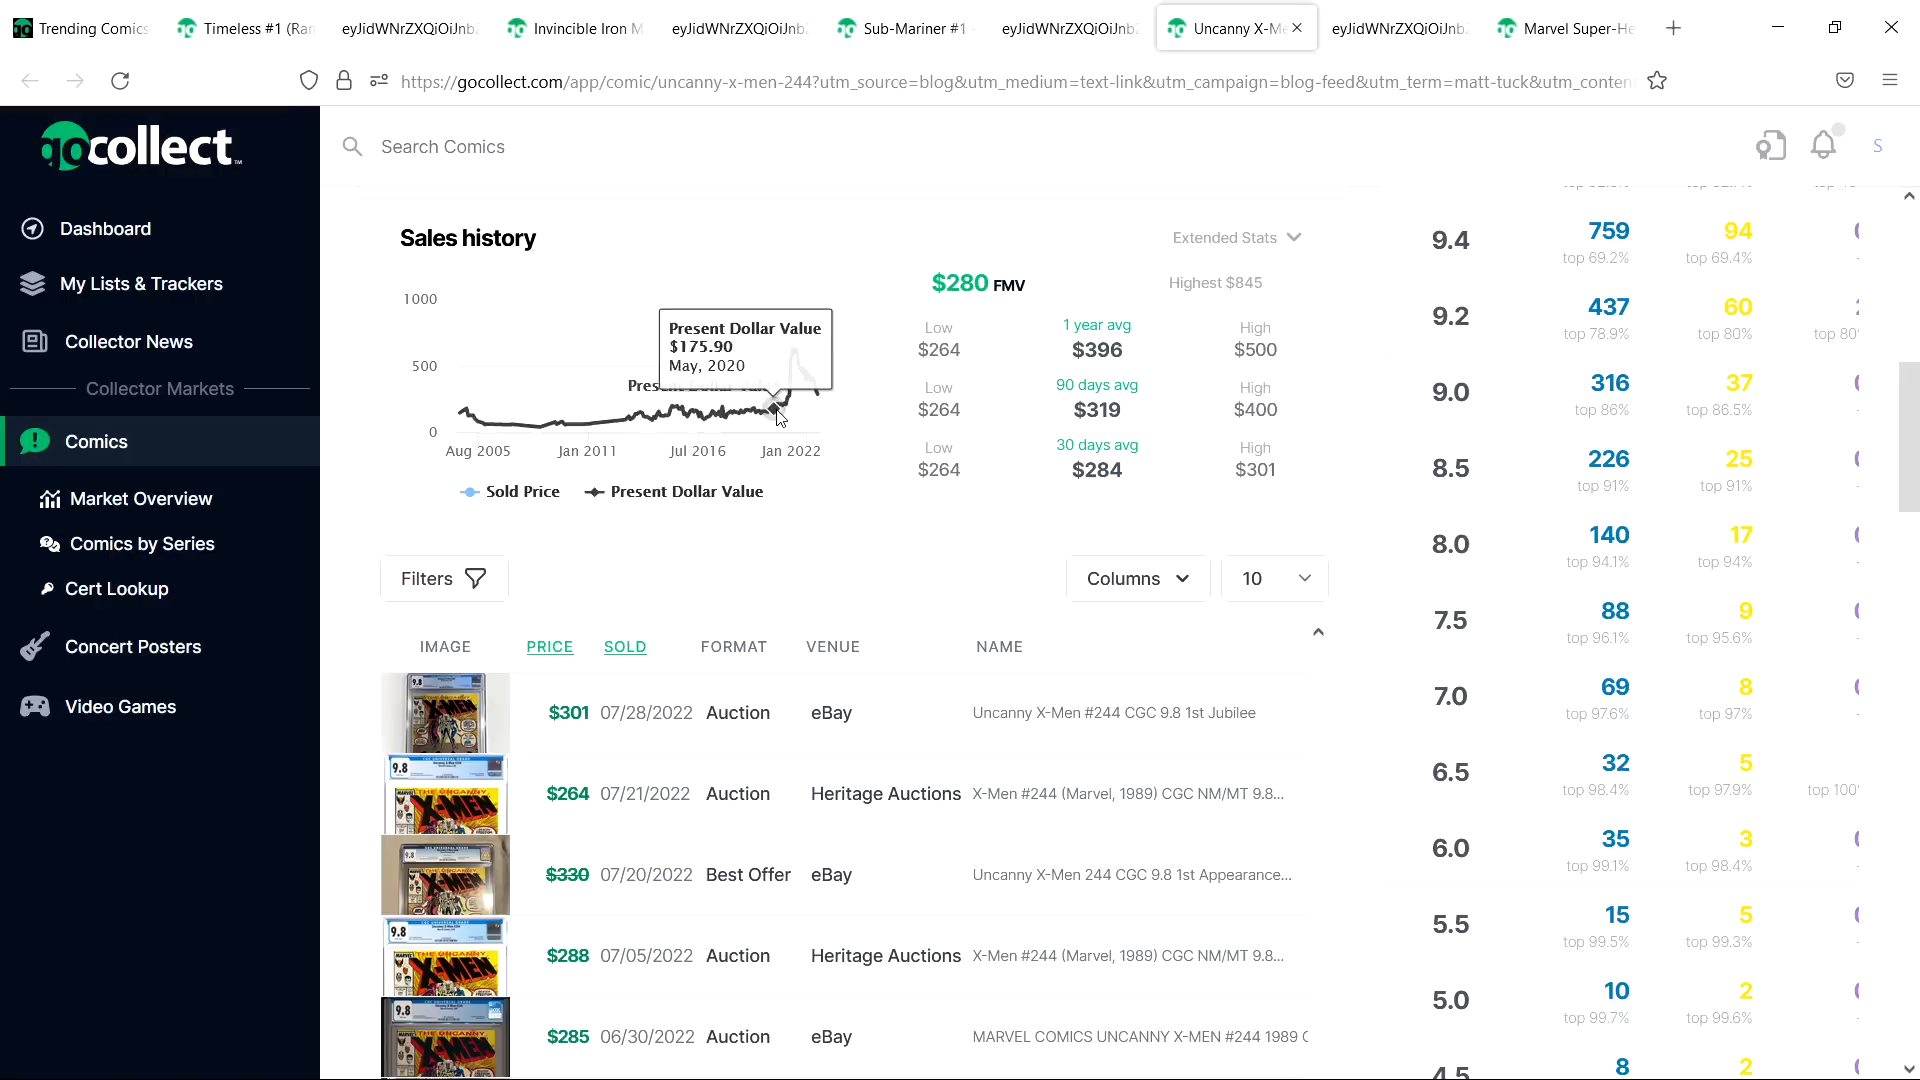 Trending Comics
Timeless #1 (Ran
eyJidWNrZXQiOiJnb
Invincible Iron M
eyJidWNrZXQiOiJnb
Sub-Mariner #1
eyJidWNrZXQiOiJnb
Uncanny X-Me
eyJidWNrZXQiOiJnb
Marvel Super-He
https://gocollect.com/app/comic/uncanny-x-men-244?utm_source=blog&utm_medium=text-link&utm_campaign=blog-feed&utm_term=matt-tuck&utm_conten
gocollect™
Search Comics
S
Dashboard
My Lists & Trackers
Collector News
Collector Markets
Comics
Market Overview
Comics by Series
Cert Lookup
Concert Posters
Video Games
Sales history
Extended Stats
$280 FMV
Highest $845
1000
500
0
Present Dollar Value
$175.90
May, 2020
Aug 2005
Jan 2011
Jul 2016
Jan 2022
Sold Price
Present Dollar Value
Low
$264
1 year avg
$396
High
$500
Low
$264
90 days avg
$319
High
$400
Low
$264
30 days avg
$284
High
$301
Filters
Columns
10
IMAGE PRICE SOLD FORMAT VENUE NAME
$301 07/28/2022 Auction eBay Uncanny X-Men #244 CGC 9.8 1st Jubilee
$264 07/21/2022 Auction Heritage Auctions X-Men #244 (Marvel, 1989) CGC NM/MT 9.8...
$330 07/20/2022 Best Offer eBay Uncanny X-Men 244 CGC 9.8 1st Appearance...
$288 07/05/2022 Auction Heritage Auctions X-Men #244 (Marvel, 1989) CGC NM/MT 9.8...
$285 06/30/2022 Auction eBay MARVEL COMICS UNCANNY X-MEN #244 1989
9.4 759 94
top 69.2% top 69.4% -
9.2 437 60
top 78.9% top 80% top 80
9.0 316 37
top 86% top 86.5% -
8.5 226 25
top 91% top 91% -
8.0 140 17
top 94.1% top 94% -
7.5 88 9
top 96.1% top 95.6% -
7.0 69 8
top 97.6% top 97% -
6.5 32 5
top 98.4% top 97.9% top 100
6.0 35 3
top 99.1% top 98.4% -
5.5 15 5
top 99.5% top 99.3% -
5.0 10 2
top 99.7% top 99.6% -
4.5 8 2